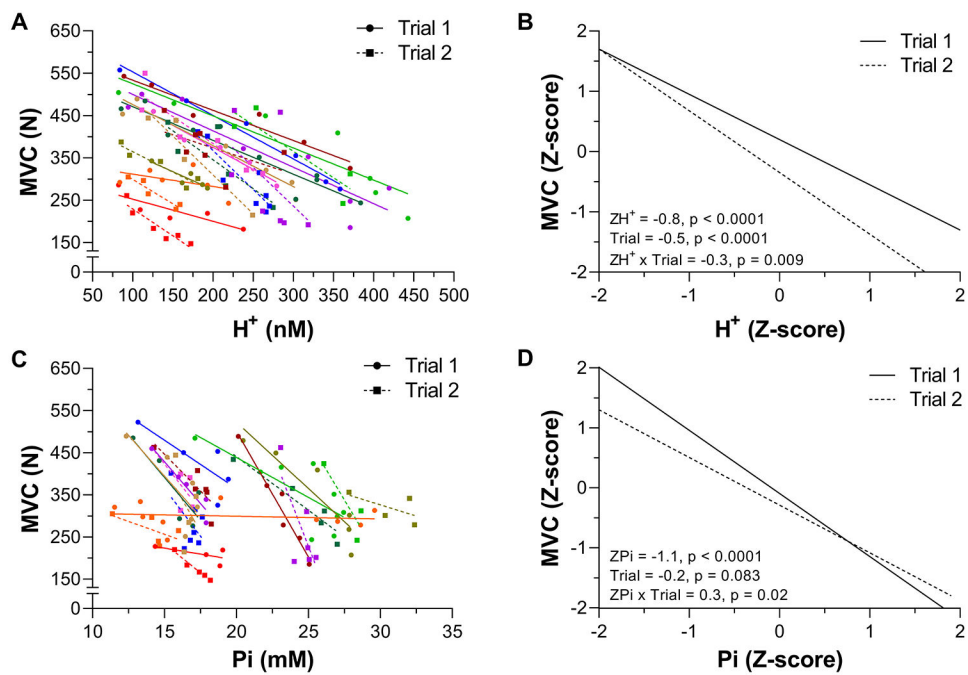 A
MVC (N)
650
550
450
350
250
150
0
50 100 150 200 250 300 350 400 450 500
H⁺ (nM)
Trial 1
Trial 2
B
MVC (Z-score)
2
1
0
-1
-2
-2 -1 0 1 2
H⁺ (Z-score)
Trial 1
Trial 2
ZH⁺ = -0.8, p < 0.0001
Trial = -0.5, p < 0.0001
ZH⁺ x Trial = -0.3, p = 0.009
C
MVC (N)
650
550
450
350
250
150
0
10 15 20 25 30 35
Pi (mM)
Trial 1
Trial 2
D
MVC (Z-score)
2
1
0
-1
-2
-2 -1 0 1 2
Pi (Z-score)
Trial 1
Trial 2
ZPi = -1.1, p < 0.0001
Trial = -0.2, p = 0.083
ZPi x Trial = 0.3, p = 0.02